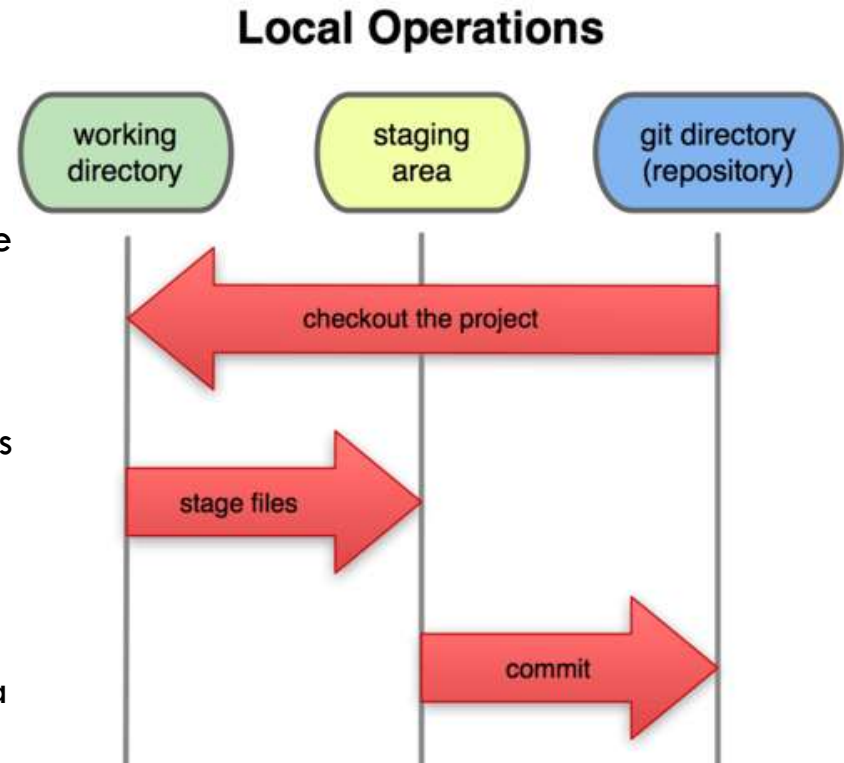 Local Operations
working
directory
staging
area
git directory
(repository)
e
checkout the project
s
stage files
commit
a